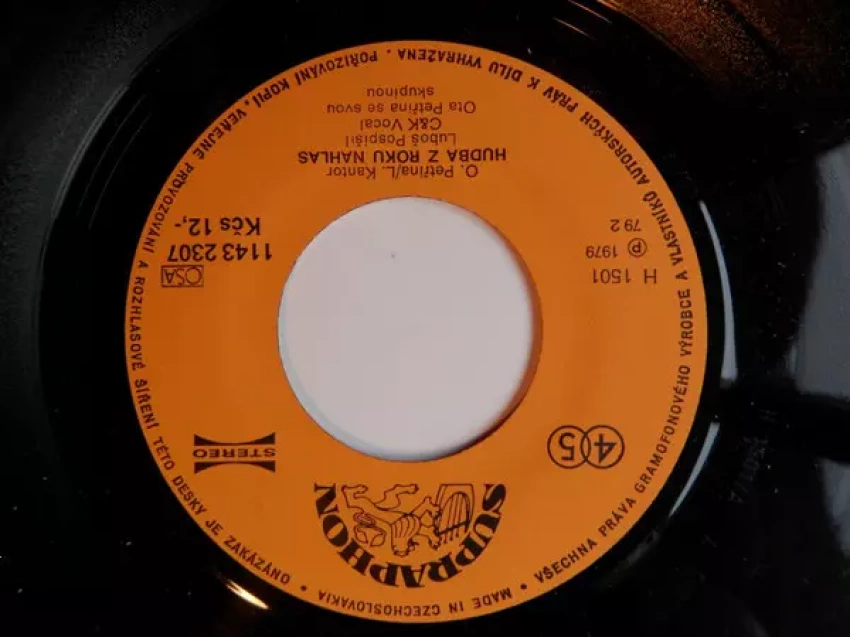 SUPRAPHON
45
STEREO
H 1501
℗ 1979
79 2
OSA
1143 2307
Kčs 12,-
O. Petřina/L. Kantor
HUDBA Z ROKU NAHLAS
Luboš Pospíšil
C&K Vocal
Ota Petřina se svou
skupinou
MADE IN CZECHOSLOVAKIA • VŠECHNA PRÁVA GRAMOFONOVÉHO VÝROBCE A VLASTNÍKŮ AUTORSKÝCH PRÁV K DÍLU VYHRAŽENA. POŘIZOVÁNÍ KOPIÍ, VEŘEJNÉ PROVOZOVÁNÍ A ROZHLASOVÉ ŠÍŘENÍ TÉTO DESKY JE ZAKÁZÁNO •